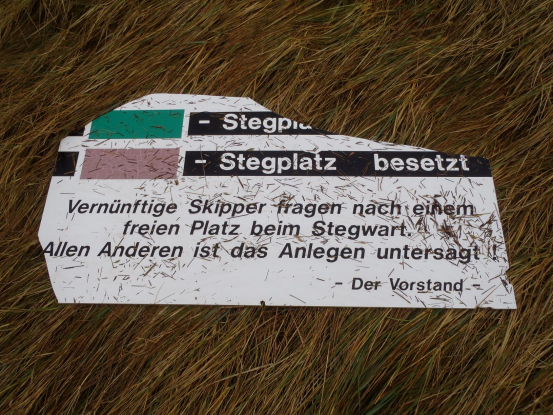 - Stegpla
- Stegplatz besetzt
Vernünftige Skipper fragen nach einem
freien Platz beim Stegwart.
Allen Anderen ist das Anlegen untersagt !
- Der Vorstand -